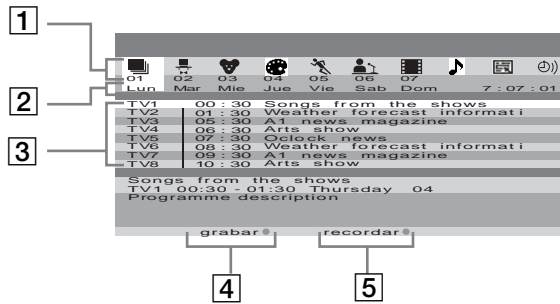 1
01 02 03 04 05 06 07
2
Lun Mar Mie Jue Vie Sab Dom 7 : 07 : 01
3
TV1 00 : 30 Songs from the shows
TV2 01 : 30 Weather forecast informati
TV3 05 : 30 A1 news magazine
TV4 06 : 30 Arts show
TV5 07 : 30 Oclock news
TV6 08 : 30 Weather forecast informati
TV7 09 : 30 A1 news magazine
TV8 10 : 30 Arts show
Songs from the shows
TV1 00:30 - 01:30 Thursday 04
Programme description
grabar recordar
4 5